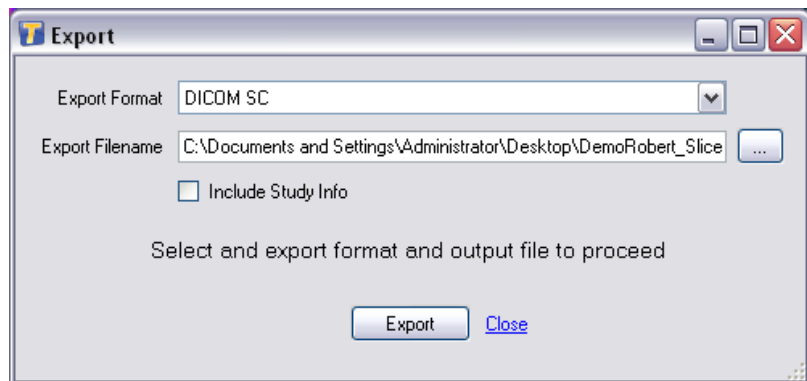 Export
Export Format DICOM SC
Export Filename C:\Documents and Settings\Administrator\Desktop\DemoRobert_Slice ...
Include Study Info
Select and export format and output file to proceed
Export Close